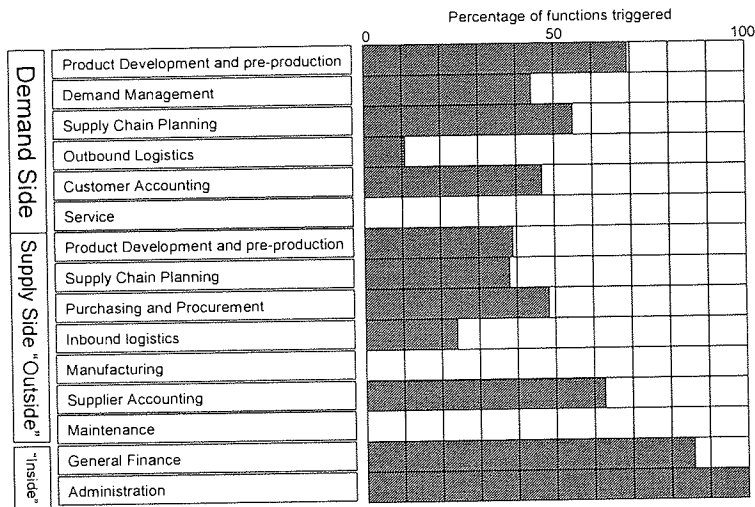 Percentage of functions triggered
0 50 100
Demand Side
Product Development and pre-production
Demand Management
Supply Chain Planning
Outbound Logistics
Customer Accounting
Service
Supply Side "Outside"
Product Development and pre-production
Supply Chain Planning
Purchasing and Procurement
Inbound logistics
Manufacturing
Supplier Accounting
Maintenance
"Inside"
General Finance
Administration